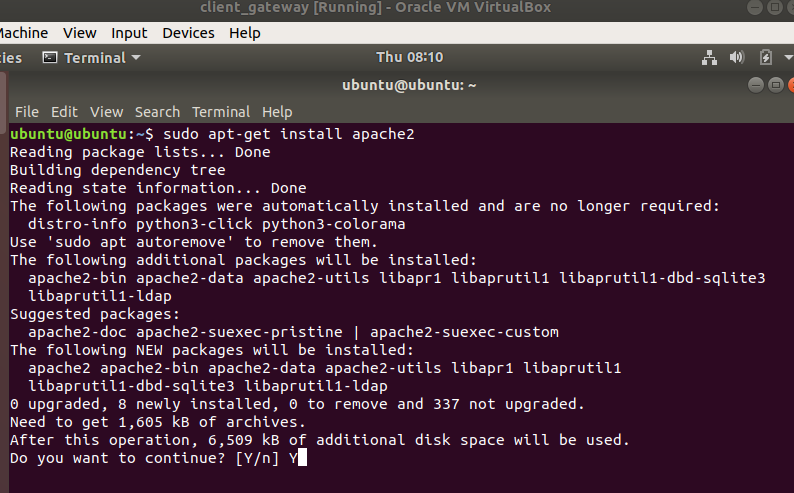 client_gateway [Running] - Oracle VM VirtualBox
Machine View Input Devices Help
ies Terminal Thu 08:10
ubuntu@ubuntu: ~
File Edit View Search Terminal Help
ubuntu@ubuntu:~$ sudo apt-get install apache2
Reading package lists... Done
Building dependency tree
Reading state information... Done
The following packages were automatically installed and are no longer required:
distro-info python3-click python3-colorama
Use 'sudo apt autoremove' to remove them.
The following additional packages will be installed:
apache2-bin apache2-data apache2-utils libapr1 libaprutil1 libaprutil1-dbd-sqlite3
libaprutil1-ldap
Suggested packages:
apache2-doc apache2-suexec-pristine | apache2-suexec-custom
The following NEW packages will be installed:
apache2 apache2-bin apache2-data apache2-utils libapr1 libaprutil1
libaprutil1-dbd-sqlite3 libaprutil1-ldap
0 upgraded, 8 newly installed, 0 to remove and 337 not upgraded.
Need to get 1,605 kB of archives.
After this operation, 6,509 kB of additional disk space will be used.
Do you want to continue? [Y/n] Y